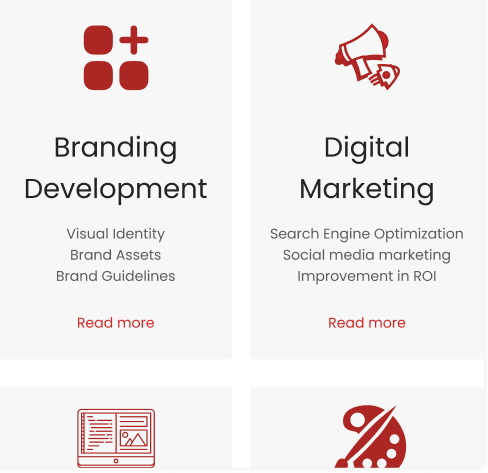 Branding
Development
Visual Identity
Brand Assets
Brand Guidelines
Read more
Digital
Marketing
Search Engine Optimization
Social media marketing
Improvement in ROI
Read more